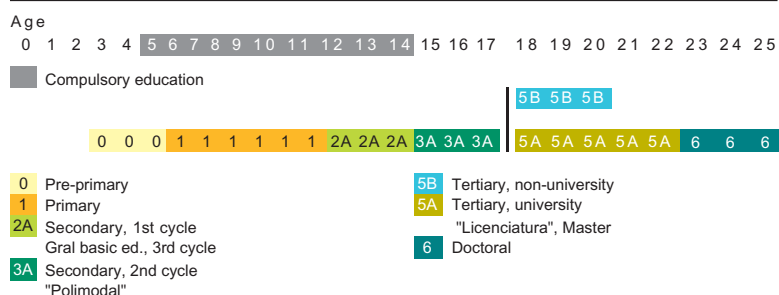 Age
0 1 2 3 4 5 6 7 8 9 10 11 12 13 14 15 16 17 18 19 20 21 22 23 24 25
Compulsory education
5B 5B 5B
0 0 0 1 1 1 1 1 1 2A 2A 2A 3A 3A 3A 5A 5A 5A 5A 5A 6 6 6
0 Pre-primary
1 Primary
2A Secondary, 1st cycle
Gral basic ed., 3rd cycle
3A Secondary, 2nd cycle
"Polimodal"
5B Tertiary, non-university
5A Tertiary, university
"Licenciatura", Master
6 Doctoral